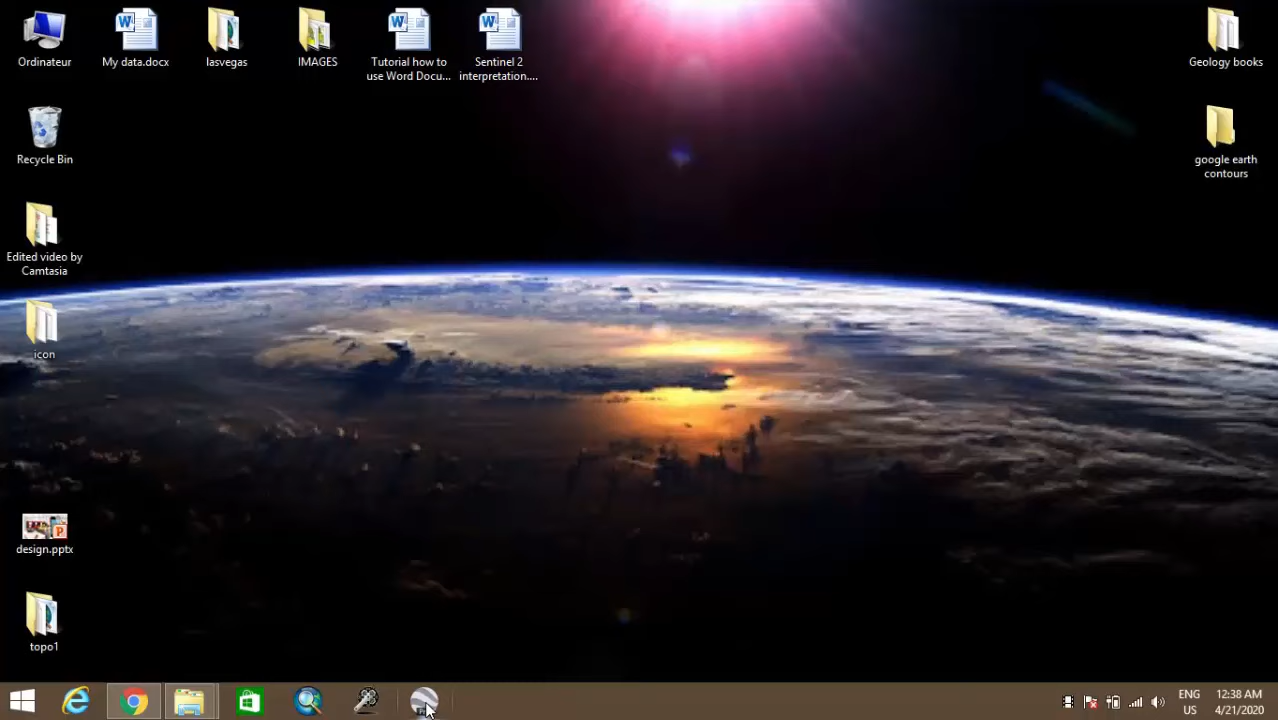 Ordinateur
My data.docx
lasvegas
IMAGES
Tutorial how to
use Word Docu...
Sentinel 2
interpretation....
Geology books
Recycle Bin
google earth
contours
Edited video by
Camtasia
icon
design.pptx
topo1
ENG
US
12:38 AM
4/21/2020